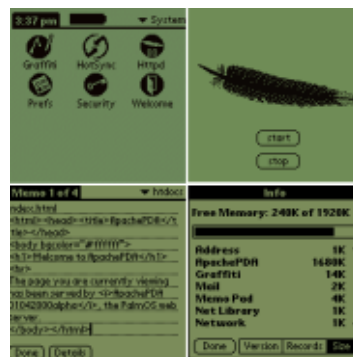 3:37 pm
System
Graffiti HotSync Httpd
Prefs Security Welcome
start
stop
Memo 1 of 4
htdocs
index.html
<html><head><title>ApachePDA</t
itle></head>
<body bgcolor="#ffffff">
<h1>Welcome to ApachePDA</h1>
<hr>
The page you are currently viewing
has been served by <i>ApachePDA
01042000alpha</i>, the PalmOS web
server.
</body></html>
Done Details
Info
Free Memory: 240K of 1920K
Address 1K
ApachePDA 1680K
Graffiti 14K
Mail 2K
Memo Pad 4K
Net Library 1K
Network 1K
Done Version Records Size